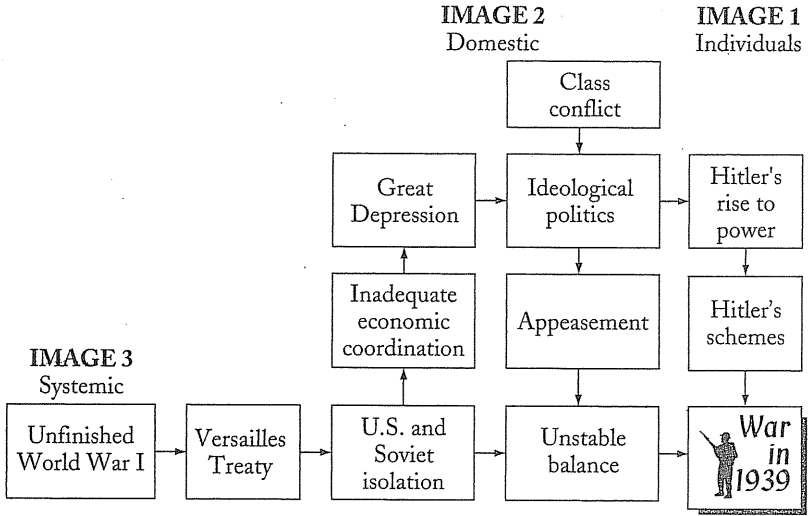 IMAGE 2
Domestic
IMAGE 1
Individuals
Class
conflict
Great
Depression
Ideological
politics
Hitler's
rise to
power
Inadequate
economic
coordination
Appeasement
Hitler's
schemes
IMAGE 3
Systemic
Unfinished
World War I
Versailles
Treaty
U.S. and
Soviet
isolation
Unstable
balance
War
in
1939